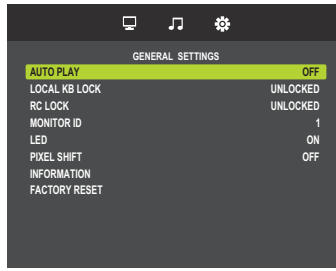 GENERAL SETTINGS
AUTO PLAY OFF
LOCAL KB LOCK UNLOCKED
RC LOCK UNLOCKED
MONITOR ID 1
LED ON
PIXEL SHIFT OFF
INFORMATION
FACTORY RESET